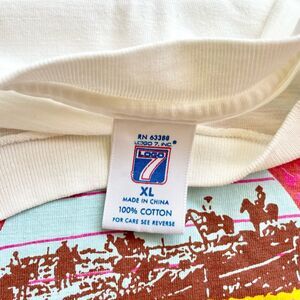 RN 63388
LOGO 7, INC.
LOGO
7
XL
MADE IN CHINA
100% COTTON
FOR CARE SEE REVERSE